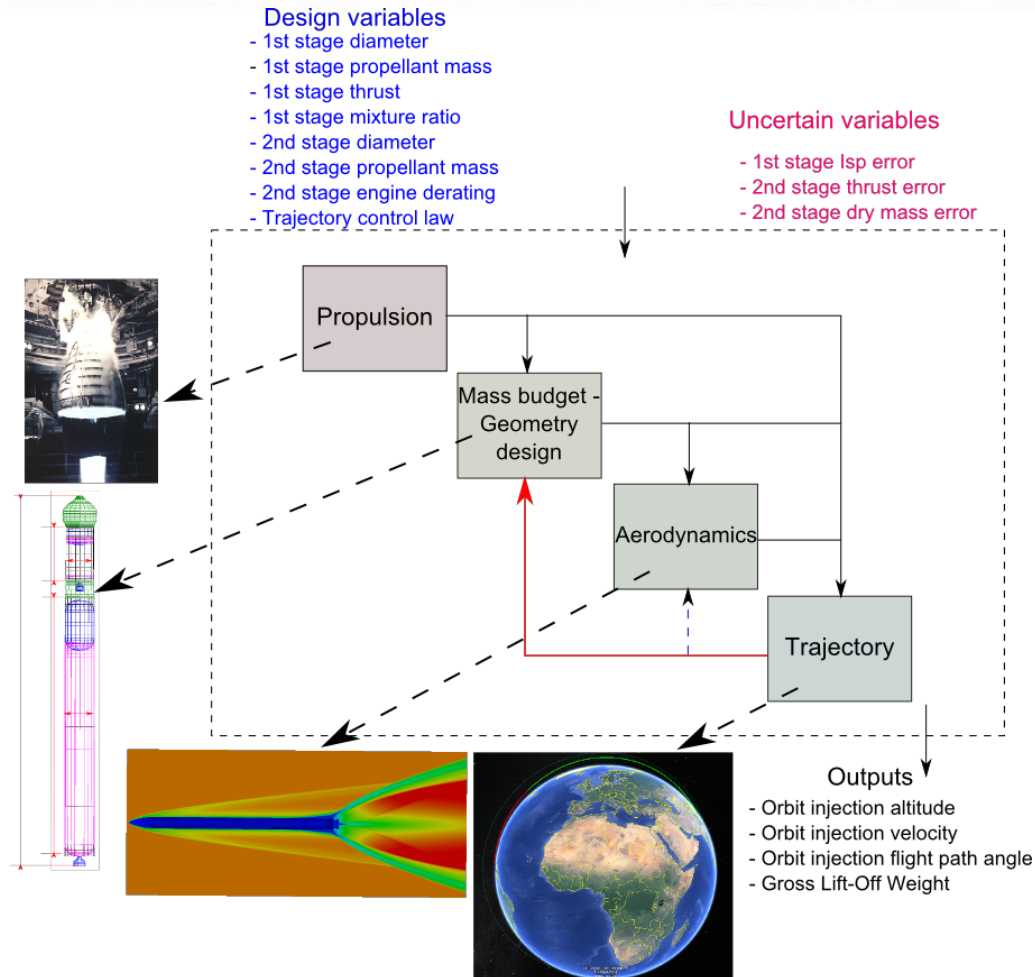 Design variables
- 1st stage diameter
- 1st stage propellant mass
- 1st stage thrust
- 1st stage mixture ratio
- 2nd stage diameter
- 2nd stage propellant mass
- 2nd stage engine derating
- Trajectory control law
Uncertain variables
- 1st stage Isp error
- 2nd stage thrust error
- 2nd stage dry mass error
Propulsion
Mass budget -
Geometry
design
Aerodynamics
Trajectory
Outputs
- Orbit injection altitude
- Orbit injection velocity
- Orbit injection flight path angle
- Gross Lift-Off Weight